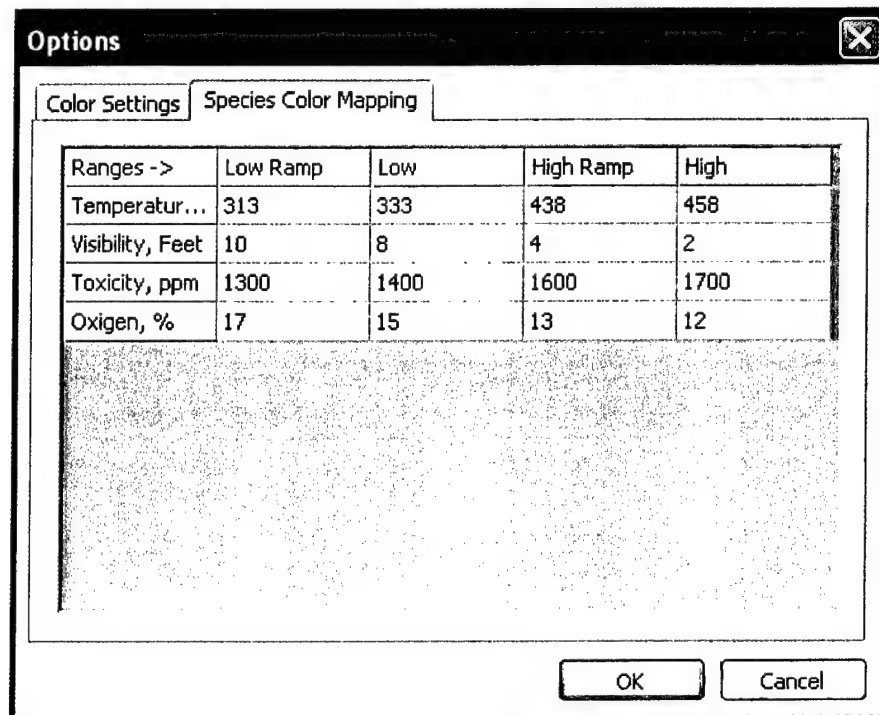 Options
Color Settings Species Color Mapping
Ranges -> Low Ramp Low High Ramp High
Temperatur... 313 333 438 458
Visibility, Feet 10 8 4 2
Toxicity, ppm 1300 1400 1600 1700
Oxigen, % 17 15 13 12
OK Cancel